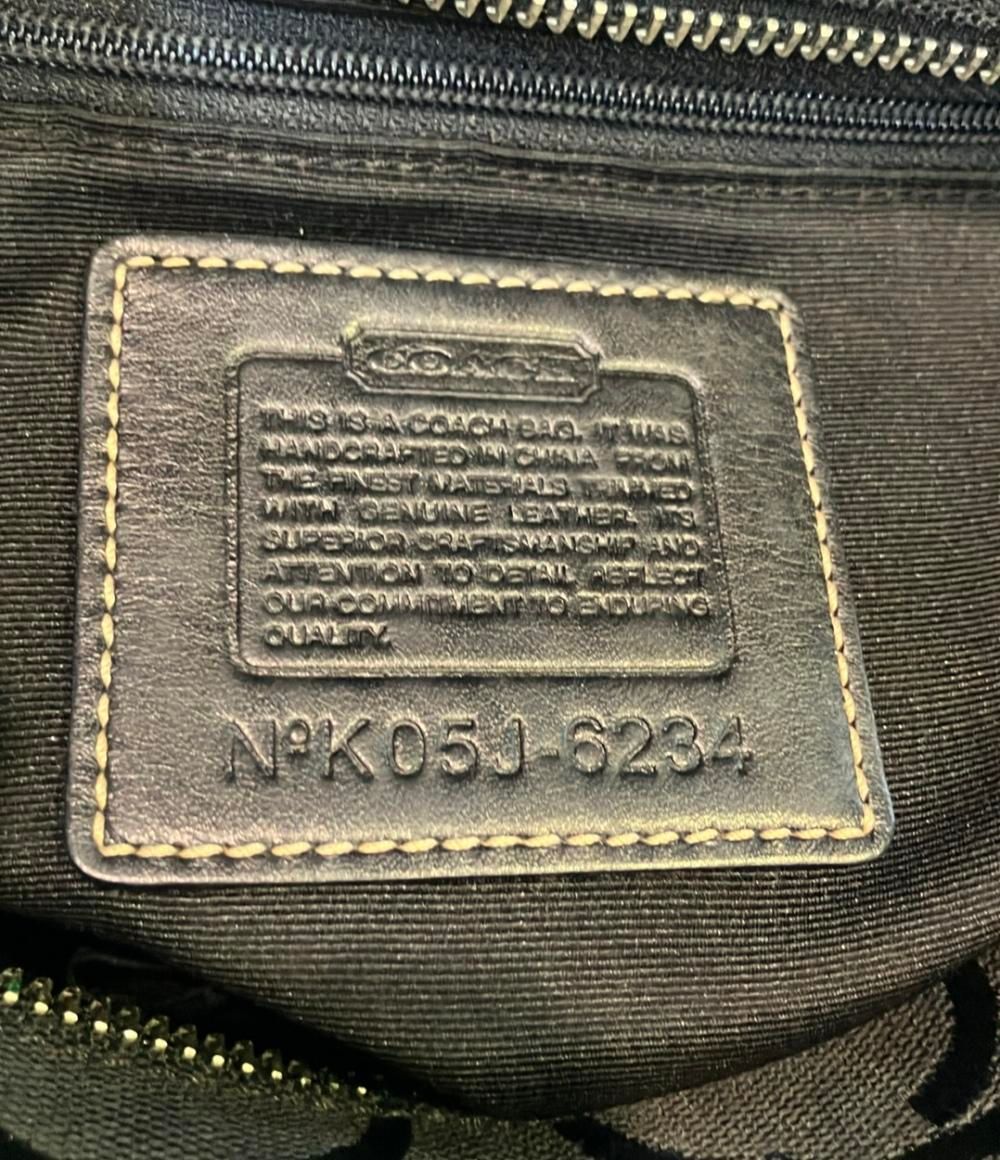 COACH
THIS IS A COACH BAG. IT WAS
HANDCRAFTED IN CHINA FROM
THE FINEST MATERIALS TRIMMED
WITH GENUINE LEATHER. ITS
SUPERIOR CRAFTSMANSHIP AND
ATTENTION TO DETAIL REFLECT
OUR COMMITMENT TO ENDURING
QUALITY.
NºK05J-6234